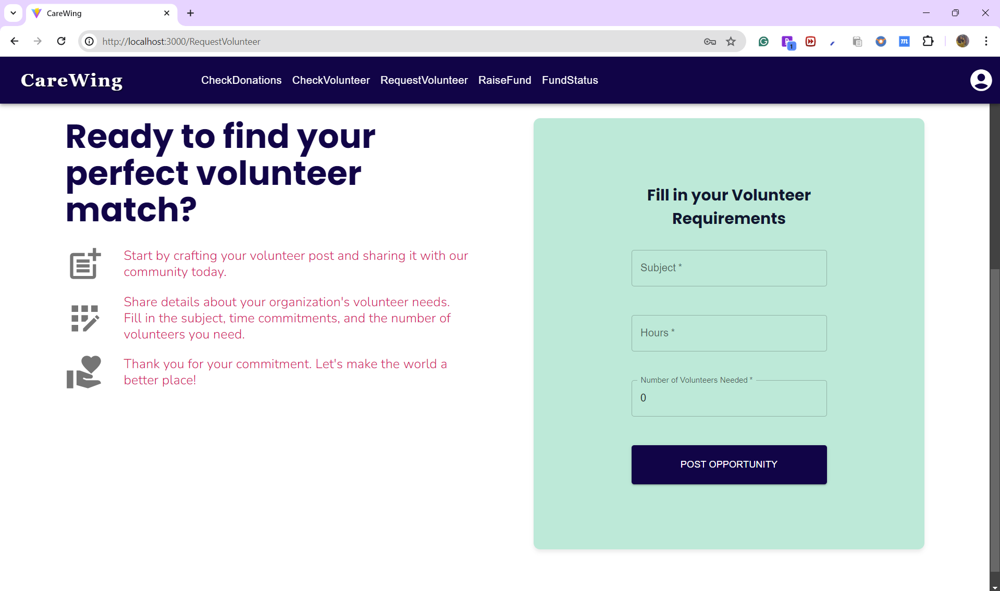 CareWing
http://localhost:3000/RequestVolunteer
1
m
CareWing
CheckDonations CheckVolunteer RequestVolunteer RaiseFund FundStatus
Ready to find your
perfect volunteer
match?
Start by crafting your volunteer post and sharing it with our
community today.
Share details about your organization's volunteer needs.
Fill in the subject, time commitments, and the number of
volunteers you need.
Thank you for your commitment. Let's make the world a
better place!
Fill in your Volunteer
Requirements
Subject *
Hours *
Number of Volunteers Needed *
0
POST OPPORTUNITY